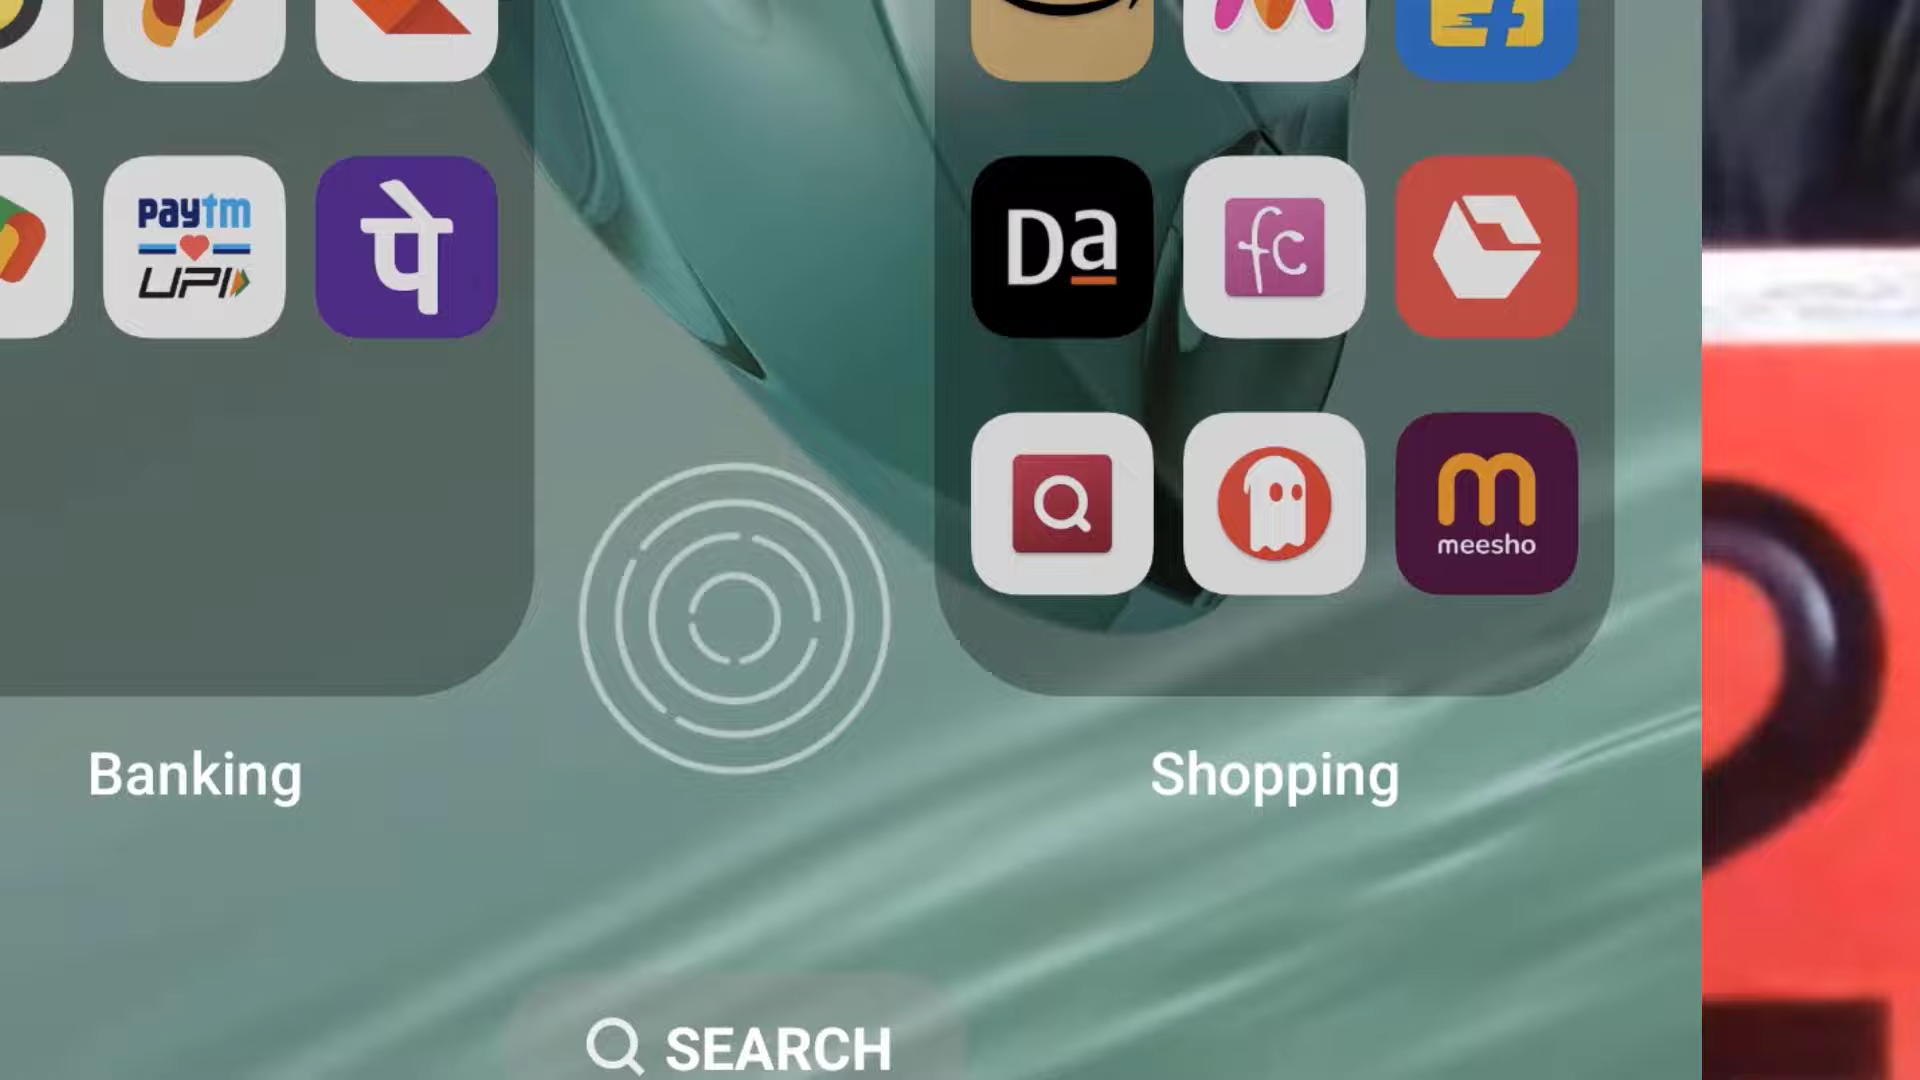 paytm
UPI
पे
Da
fc
meesho
Banking
Shopping
SEARCH